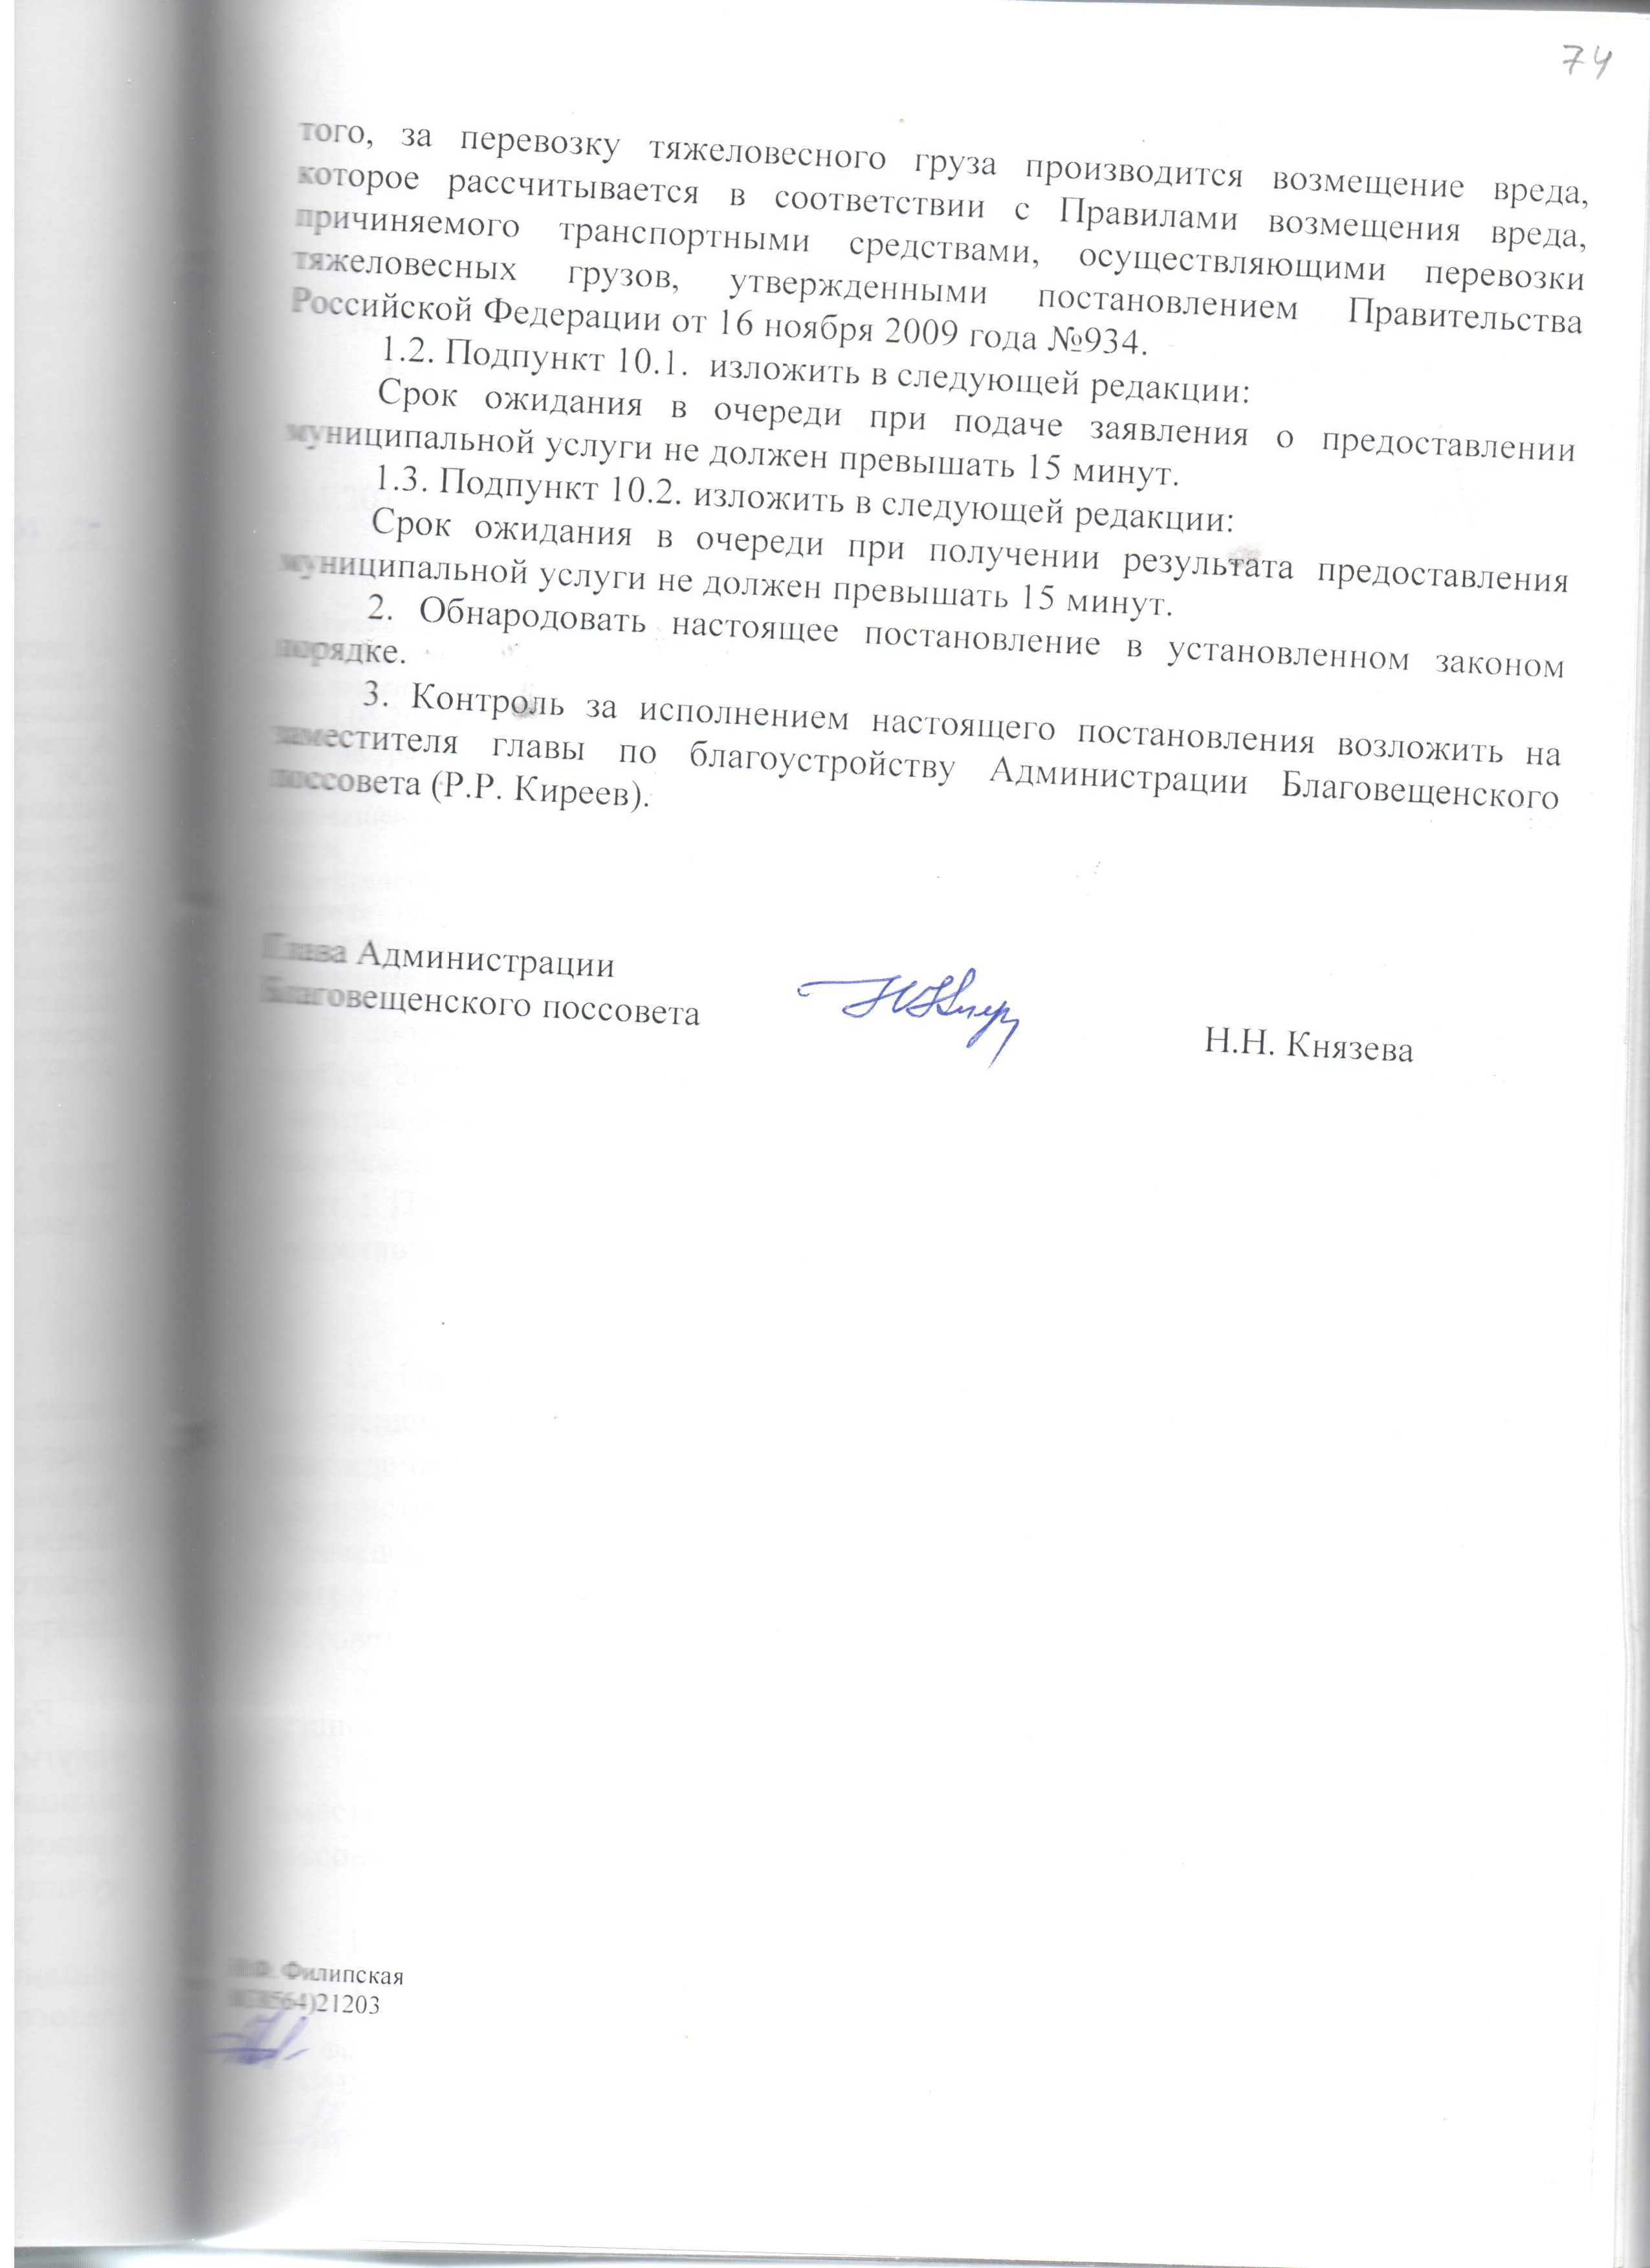 74
того, за перевозку тяжеловесного груза производится возмещение вреда,
которое рассчитывается в соответствии с Правилами возмещения вреда,
причиняемого транспортными средствами, осуществляющими перевозки
тяжеловесных грузов, утвержденными постановлением Правительства
Российской Федерации от 16 ноября 2009 года №934.
1.2. Подпункт 10.1. изложить в следующей редакции:
Срок ожидания в очереди при подаче заявления о предоставлении
муниципальной услуги не должен превышать 15 минут.
1.3. Подпункт 10.2. изложить в следующей редакции:
Срок ожидания в очереди при получении результата предоставления
муниципальной услуги не должен превышать 15 минут.
2. Обнародовать настоящее постановление в установленном законом
порядке.
3. Контроль за исполнением настоящего постановления возложить на
заместителя главы по благоустройству Администрации Благовещенского
поссовета (Р.Р. Киреев).
Глава Администрации
Благовещенского поссовета
Н.Н. Князева
Филипская
21203